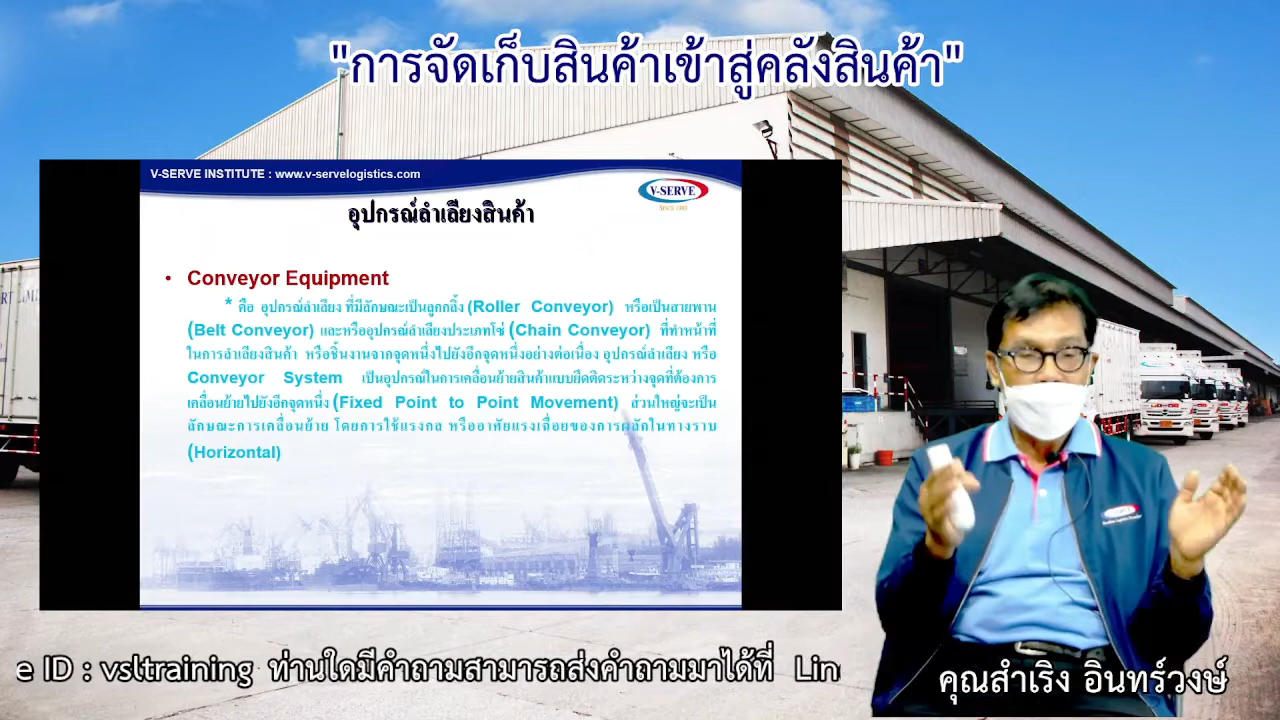 "การจัดเก็บสินค้าเข้าสู่คลังสินค้า"
V-SERVE INSTITUTE : www.v-servelogistics.com
V-SERVE
SINCE 1983
อุปกรณ์ลำเลียงสินค้า
• Conveyor Equipment
* คือ อุปกรณ์ลำเลียง ที่มีลักษณะเป็นลูกกลิ้ง (Roller Conveyor) หรือเป็นสายพาน
(Belt Conveyor) และหรืออุปกรณ์ลำเลียงประเภทโซ่ (Chain Conveyor) ที่ทำหน้าที่
ในการลำเลียงสินค้า หรือชิ้นงานจากจุดหนึ่งไปยังอีกจุดหนึ่งอย่างต่อเนื่อง อุปกรณ์ลำเลียง หรือ
Conveyor System เป็นอุปกรณ์ในการเคลื่อนย้ายสินค้าแบบยึดติดระหว่างจุดที่ต้องการ
เคลื่อนย้ายไปยังอีกจุดหนึ่ง (Fixed Point to Point Movement) ส่วนใหญ่จะเป็น
ลักษณะการเคลื่อนย้าย โดยการใช้แรงกล หรืออาศัยแรงเฉื่อยของการผลักในทางราบ
(Horizontal)
e ID : vsltraining ท่านใดมีคำถามสามารถส่งคำถามมาได้ที่ Lin
คุณสำเริง อินทร์วงษ์